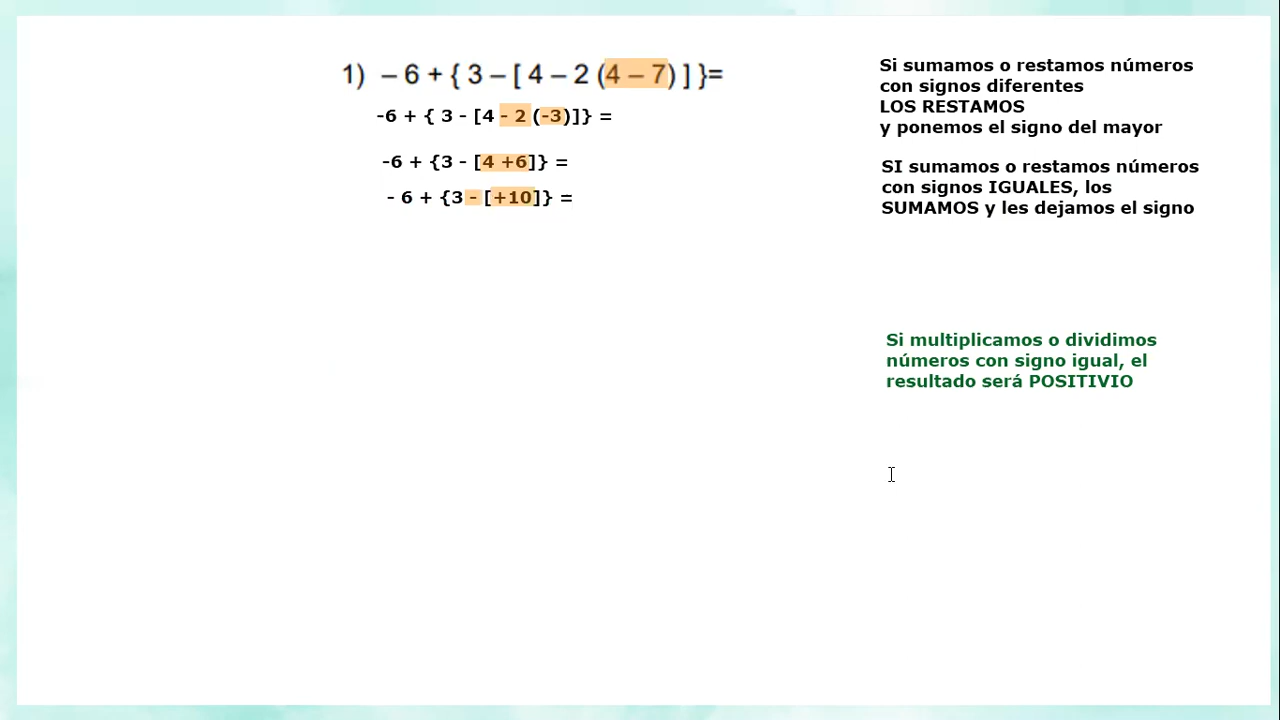 1) – 6 + { 3 – [ 4 – 2 (4 – 7) ] }=
-6 + { 3 - [4 - 2 (-3)]} =
-6 + {3 - [4 +6]} =
- 6 + {3 - [+10]} =
Si sumamos o restamos números
con signos diferentes
LOS RESTAMOS
y ponemos el signo del mayor
SI sumamos o restamos números
con signos IGUALES, los
SUMAMOS y les dejamos el signo
Si multiplicamos o dividimos
números con signo igual, el
resultado será POSITIVIO